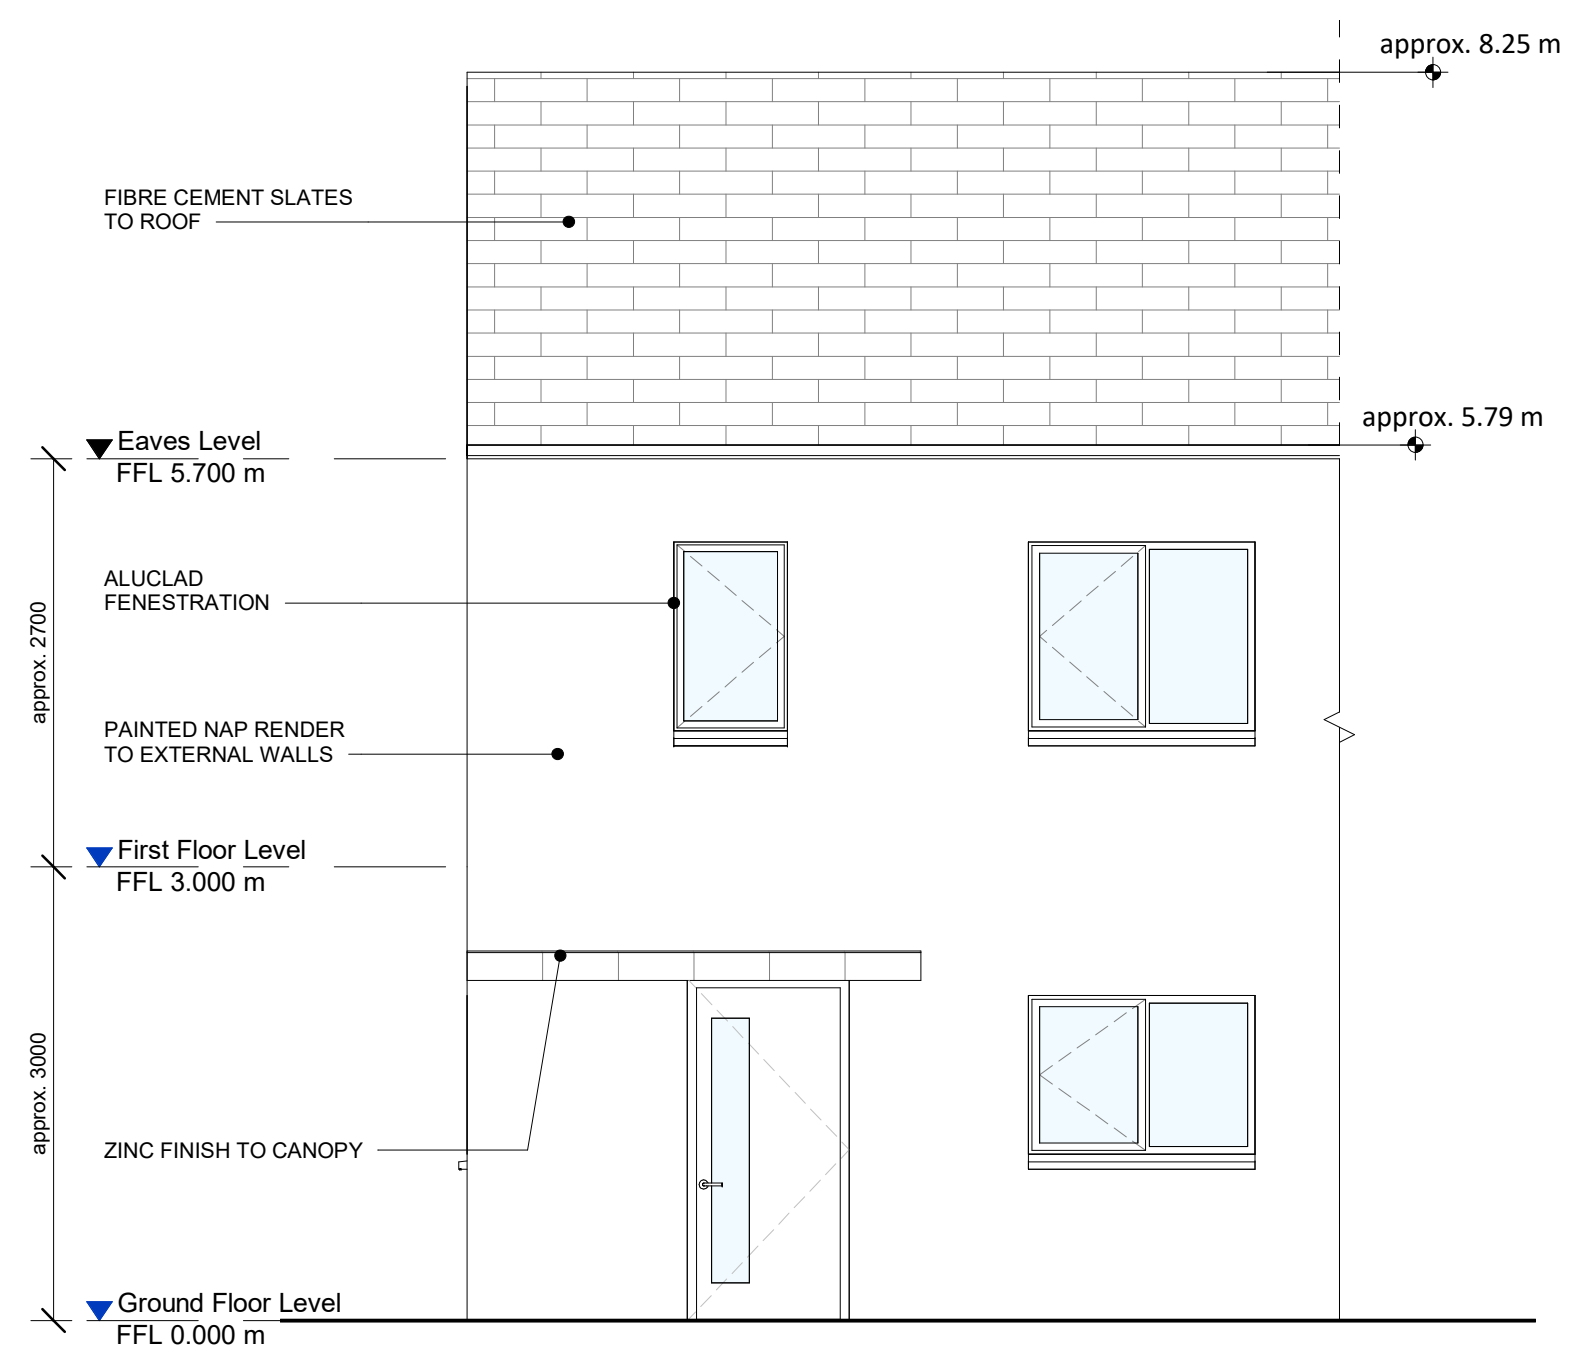 approx. 8.25 m
FIBRE CEMENT SLATES
TO ROOF
approx. 5.79 m
Eaves Level
FFL 5.700 m
ALUCLAD
FENESTRATION
approx. 2700
PAINTED NAP RENDER
TO EXTERNAL WALLS
First Floor Level
FFL 3.000 m
approx. 3000
ZINC FINISH TO CANOPY
Ground Floor Level
FFL 0.000 m